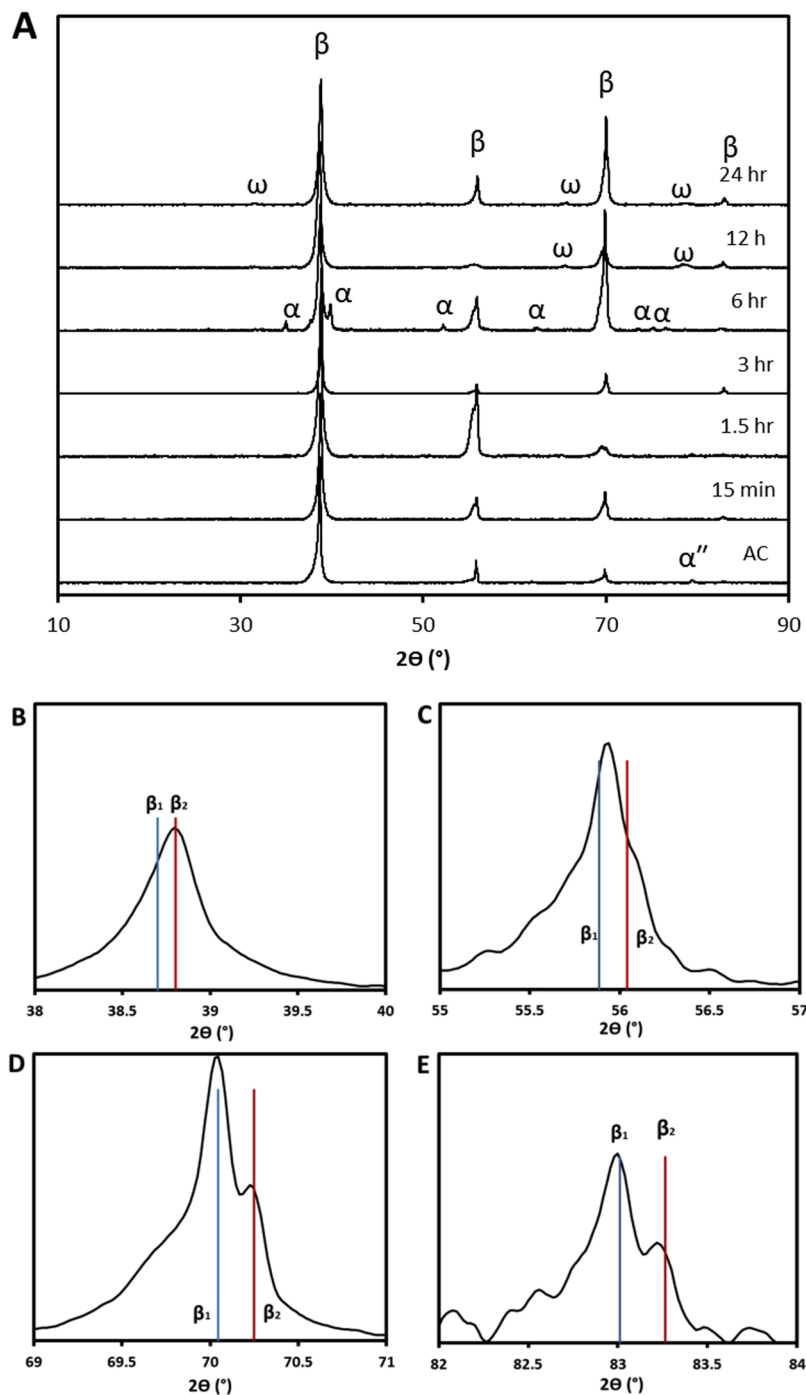 A
β
β
β
β
24 hr
ω
ω
ω
12 h
ω
ω
6 hr
α
α
α
α
α α
3 hr
1.5 hr
15 min
α″
AC
10 30 50 70 90
2Θ (°)
B
β₁ β₂
38 38.5 39 39.5 40
2Θ (°)
C
β₁ β₂
55 55.5 56 56.5 57
2Θ (°)
D
β₁ β₂
69 69.5 70 70.5 71
2Θ (°)
E
β₁ β₂
82 82.5 83 83.5 84
2Θ (°)